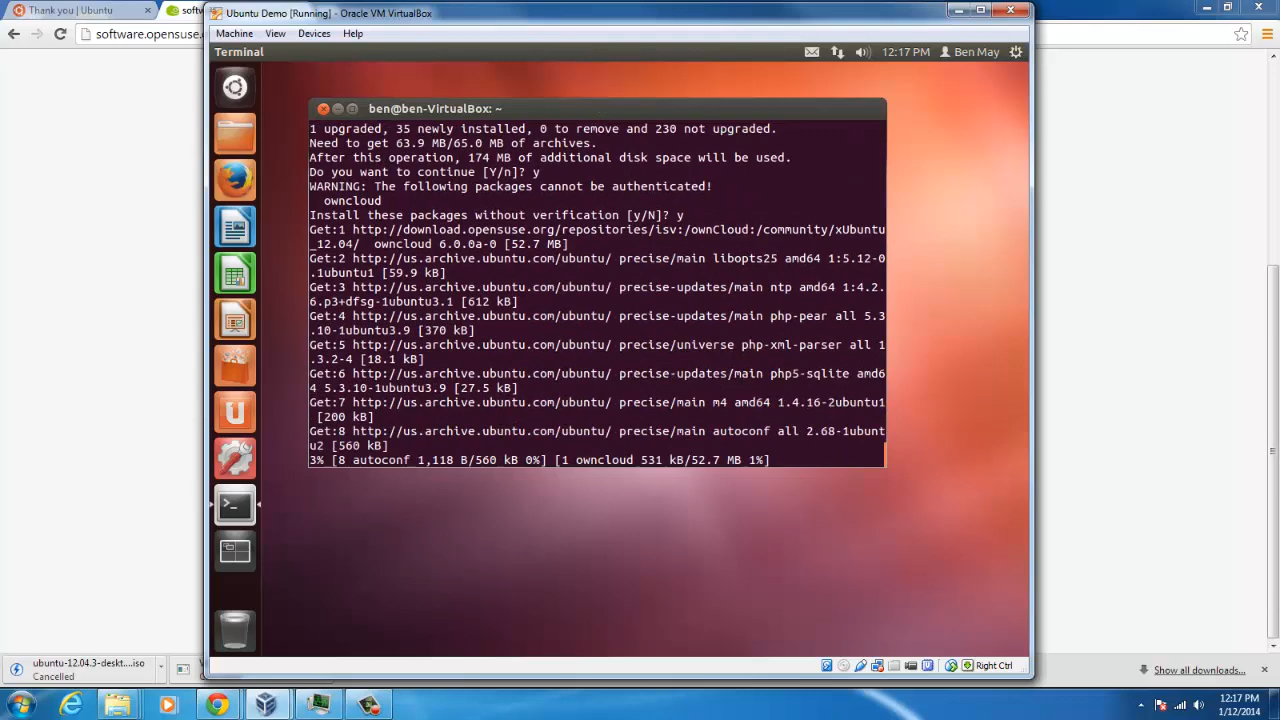 Ubuntu Demo [Running] - Oracle VM VirtualBox
Thank you | Ubuntu
softw
software.opensuse.
Machine View Devices Help
Terminal
12:17 PM
Ben May
ben@ben-VirtualBox: ~
1 upgraded, 35 newly installed, 0 to remove and 230 not upgraded.
Need to get 63.9 MB/65.0 MB of archives.
After this operation, 174 MB of additional disk space will be used.
Do you want to continue [Y/n]? y
WARNING: The following packages cannot be authenticated!
owncloud
Install these packages without verification [y/N]? y
Get:1 http://download.opensuse.org/repositories/isv:/ownCloud:/community/xUbuntu
_12.04/  owncloud 6.0.0a-0 [52.7 MB]
Get:2 http://us.archive.ubuntu.com/ubuntu/ precise/main libopts25 amd64 1:5.12-0
.1ubuntu1 [59.9 kB]
Get:3 http://us.archive.ubuntu.com/ubuntu/ precise-updates/main ntp amd64 1:4.2.
6.p3+dfsg-1ubuntu3.1 [612 kB]
Get:4 http://us.archive.ubuntu.com/ubuntu/ precise-updates/main php-pear all 5.3
.10-1ubuntu3.9 [370 kB]
Get:5 http://us.archive.ubuntu.com/ubuntu/ precise/universe php-xml-parser all 1
.3.2-4 [18.1 kB]
Get:6 http://us.archive.ubuntu.com/ubuntu/ precise-updates/main php5-sqlite amd6
4 5.3.10-1ubuntu3.9 [27.5 kB]
Get:7 http://us.archive.ubuntu.com/ubuntu/ precise/main m4 amd64 1.4.16-2ubuntu1
[200 kB]
Get:8 http://us.archive.ubuntu.com/ubuntu/ precise/main autoconf all 2.68-1ubunt
u2 [560 kB]
3% [8 autoconf 1,118 B/560 kB 0%] [1 owncloud 531 kB/52.7 MB 1%]
Right Ctrl
ubuntu-12.04.3-deskt....iso
Cancelled
Show all downloads...
12:17 PM
1/12/2014